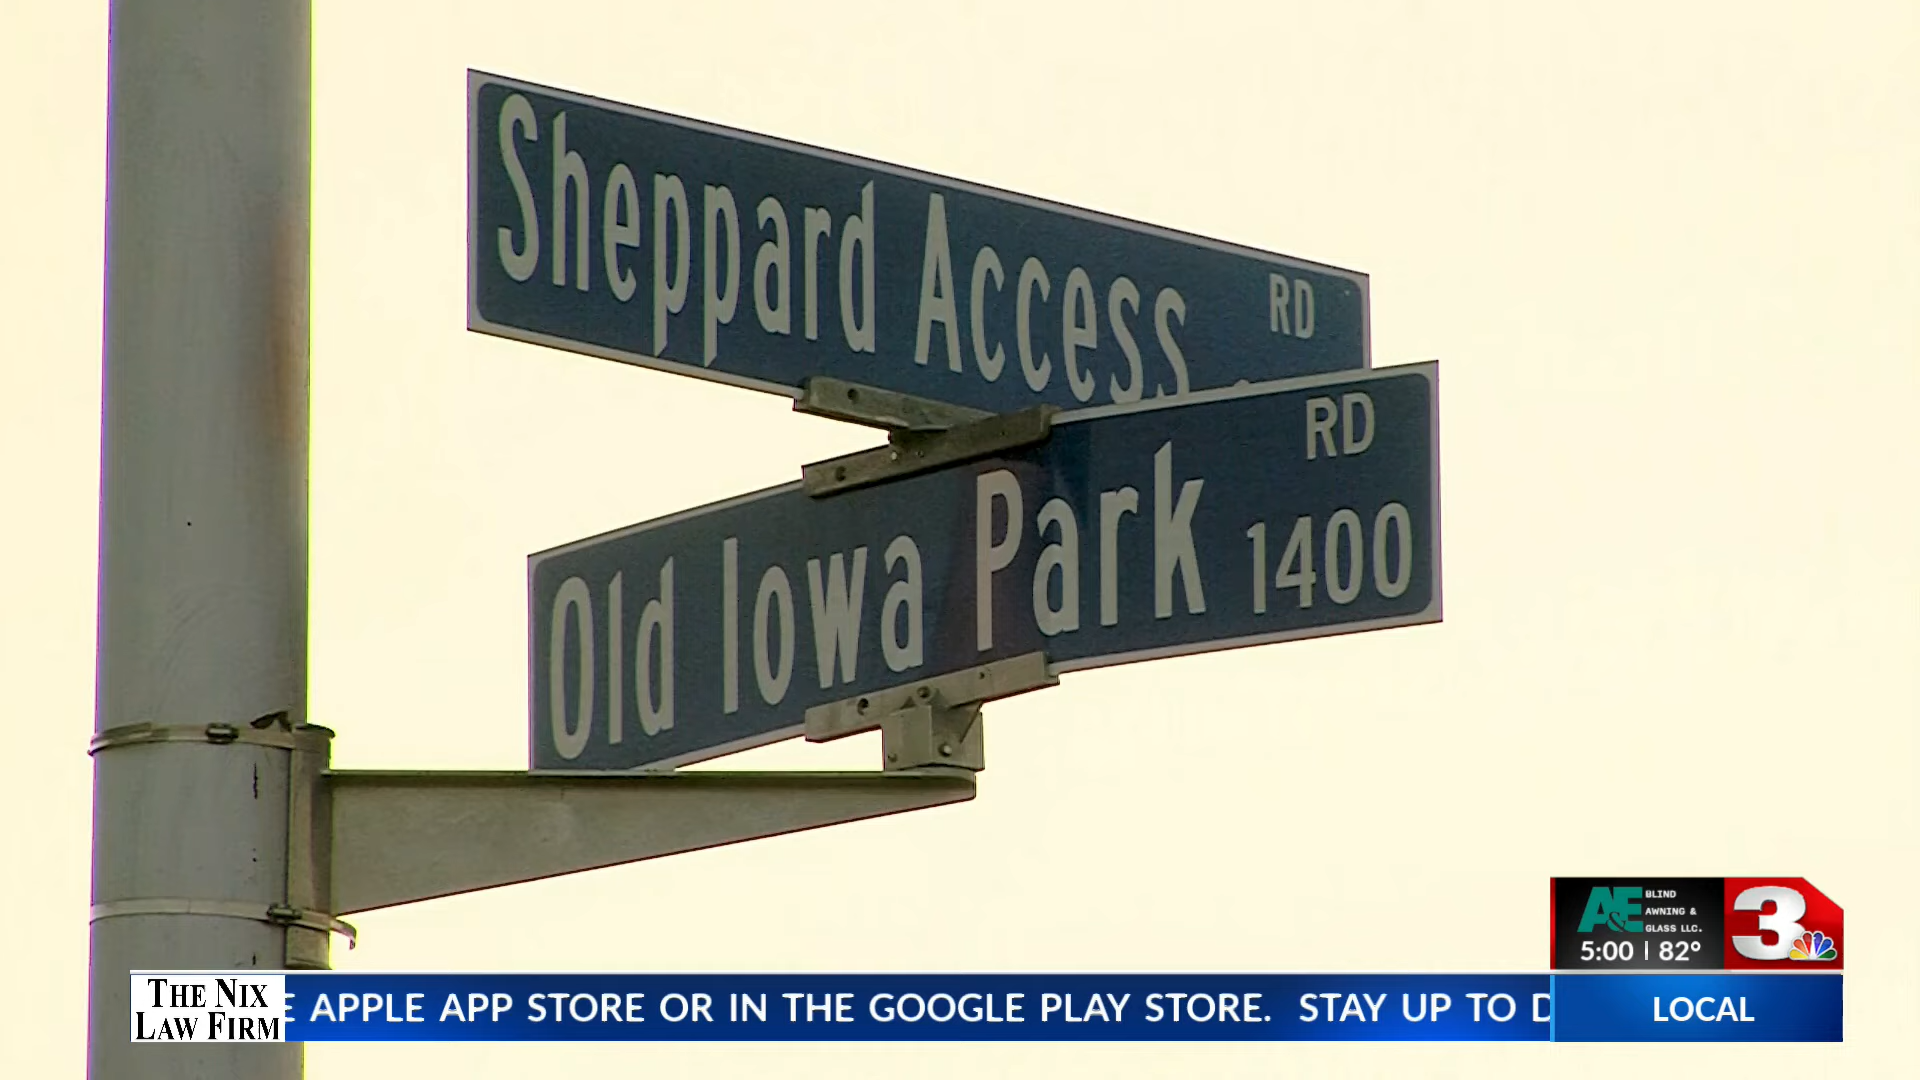 Sheppard Access RD
Old Iowa Park RD
1400
A&E BLIND
AWNING &
GLASS LLC.
5:00 | 82°
3
THE NIX
LAW FIRM
APPLE APP STORE OR IN THE GOOGLE PLAY STORE. STAY UP TO
LOCAL